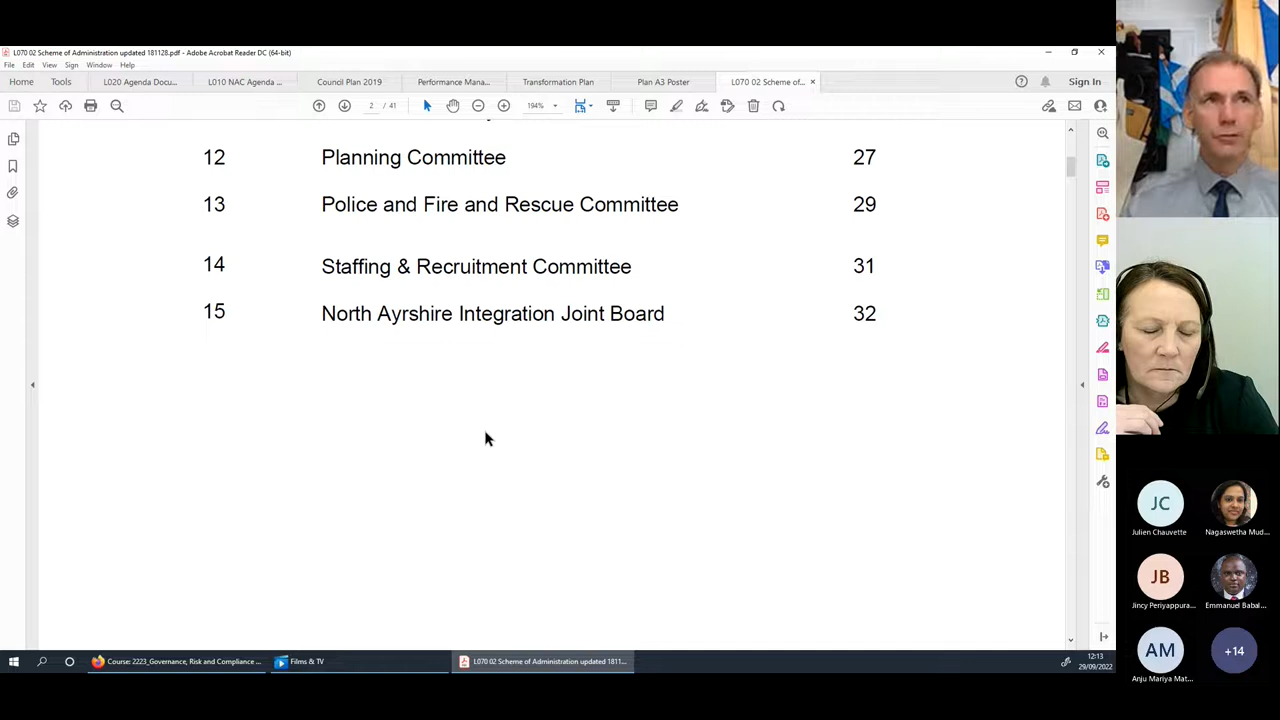 L070 02 Scheme of Administration updated 181128.pdf - Adobe Acrobat Reader DC (64-bit)
File Edit View Sign Window Help
Home Tools L020 Agenda Docu... L010 NAC Agenda ... Council Plan 2019 Performance Mana... Transformation Plan Plan A3 Poster L070 02 Scheme of... Sign In
2 / 41 194%
12 Planning Committee 27
13 Police and Fire and Rescue Committee 29
14 Staffing & Recruitment Committee 31
15 North Ayrshire Integration Joint Board 32
JC
Julien Chauvette Nagaswetha Mud...
JB
Jincy Periyappura... Emmanuel Babal...
AM +14
Anju Mariya Mat...
Course: 2223_Governance, Risk and Compliance ... Films & TV L070 02 Scheme of Administration updated 1811... 12:13
29/09/2022